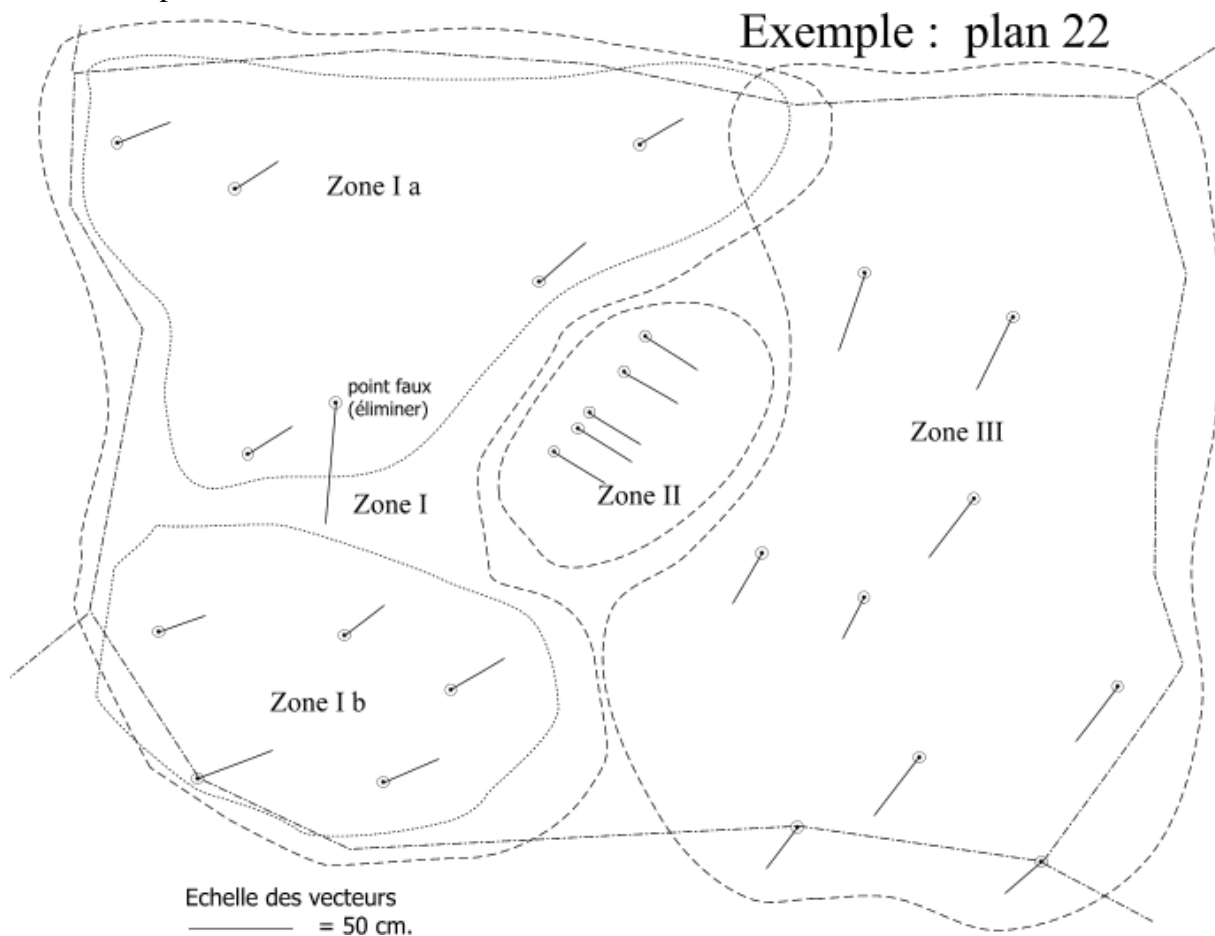 Exemple : plan 22
Zone I a
point faux
(éliminer)
Zone III
Zone II
Zone I
Zone I b
Echelle des vecteurs
= 50 cm.